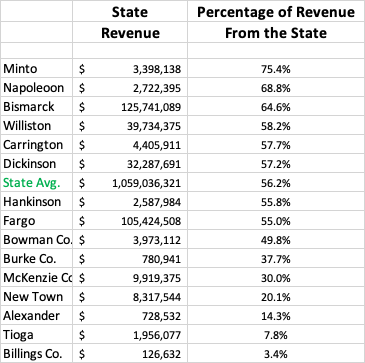 State Percentage of Revenue
Revenue From the State
Minto $ 3,398,138 75.4%
Napoleoon $ 2,722,395 68.8%
Bismarck $ 125,741,089 64.6%
Williston $ 39,734,375 58.2%
Carrington $ 4,405,911 57.7%
Dickinson $ 32,287,691 57.2%
State Avg. $ 1,059,036,321 56.2%
Hankinson $ 2,587,984 55.8%
Fargo $ 105,424,508 55.0%
Bowman Co. $ 3,973,112 49.8%
Burke Co. $ 780,941 37.7%
McKenzie Co $ 9,919,375 30.0%
New Town $ 8,317,544 20.1%
Alexander $ 728,532 14.3%
Tioga $ 1,956,077 7.8%
Billings Co. $ 126,632 3.4%